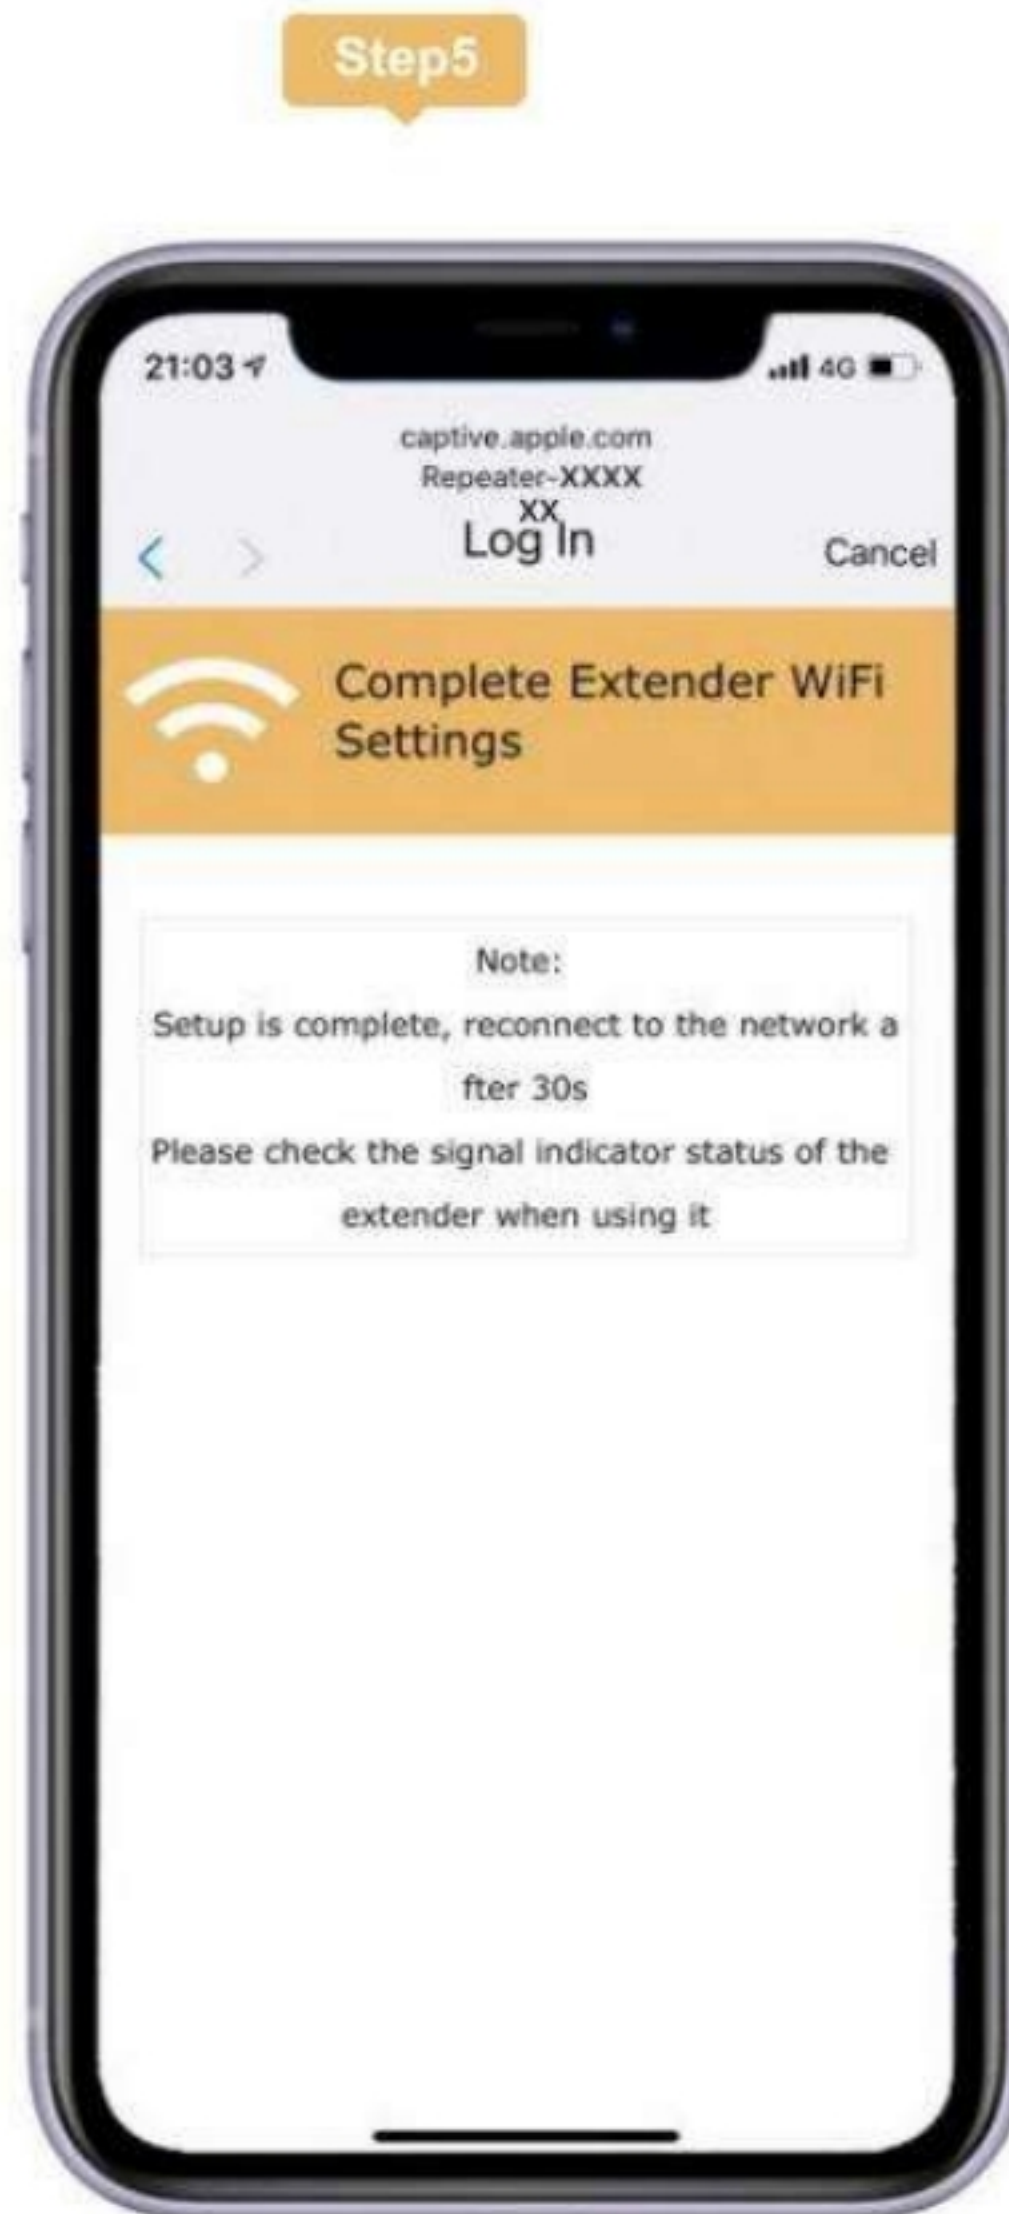 Step5
21:03
4G
captive.apple.com
Repeater-XXXX
XX
Log In
Cancel
Complete Extender WiFi
Settings
Note:
Setup is complete, reconnect to the network a
fter 30s
Please check the signal indicator status of the
extender when using it